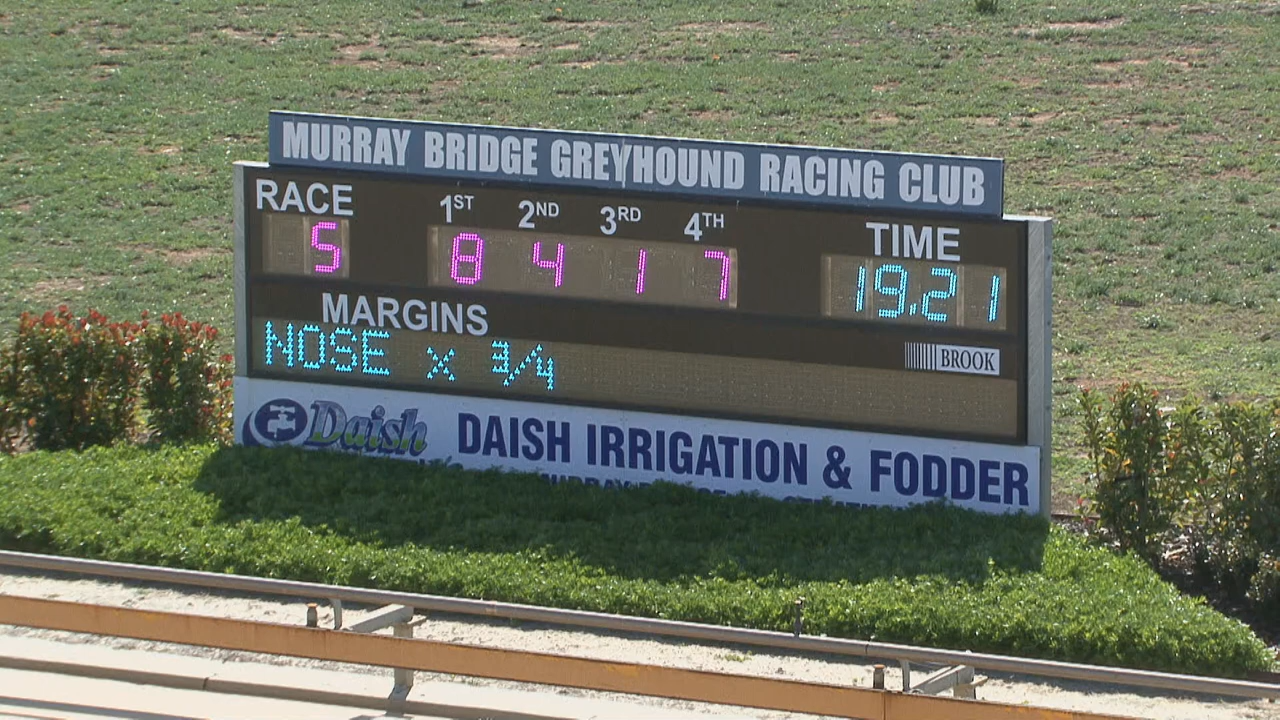 MURRAY BRIDGE GREYHOUND RACING CLUB
RACE 1ST 2ND 3RD 4TH TIME
5 8 4 1 7 19.21 1
MARGINS
NOSE x 3/4
BROOK
Daish DAISH IRRIGATION & FODDER